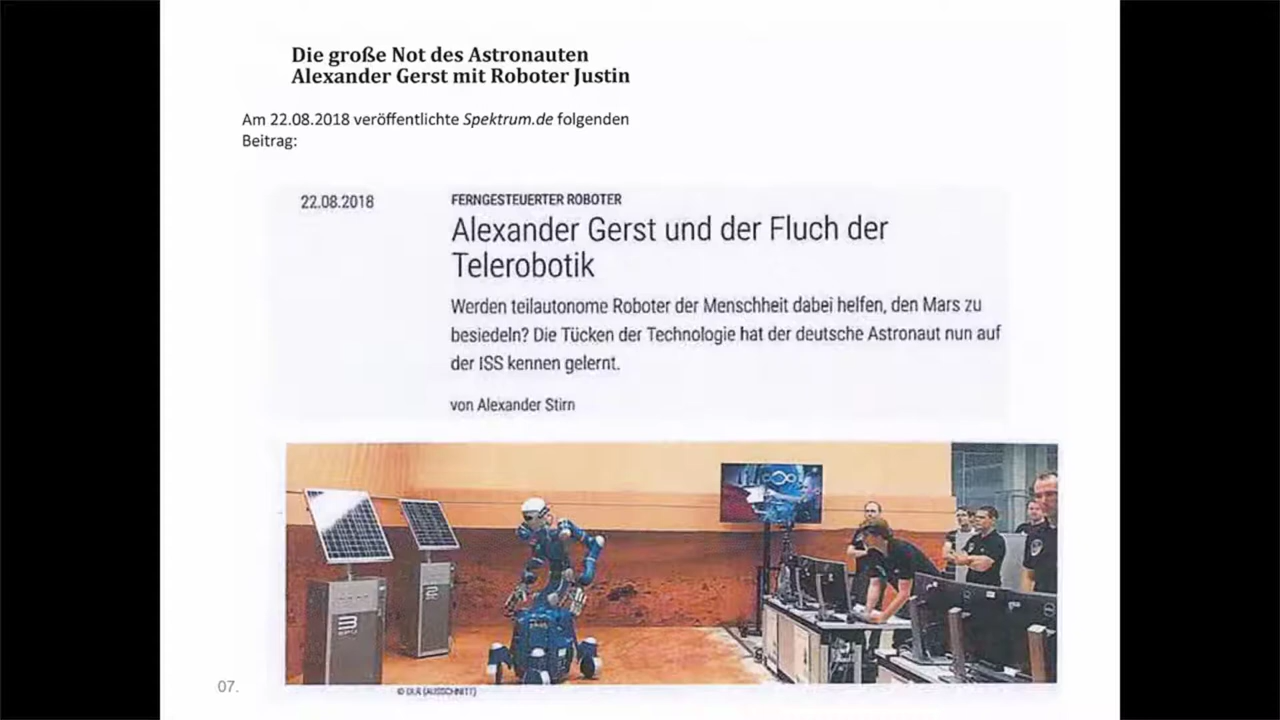 Die große Not des Astronauten
Alexander Gerst mit Roboter Justin
Am 22.08.2018 veröffentlichte Spektrum.de folgenden
Beitrag:
22.08.2018
FERNGESTEUERTER ROBOTER
Alexander Gerst und der Fluch der
Telerobotik
Werden teilautonome Roboter der Menschheit dabei helfen, den Mars zu
besiedeln? Die Tücken der Technologie hat der deutsche Astronaut nun auf
der ISS kennen gelernt.
von Alexander Stirn
3
2
© DLR (AUSSCHNITT)
07.